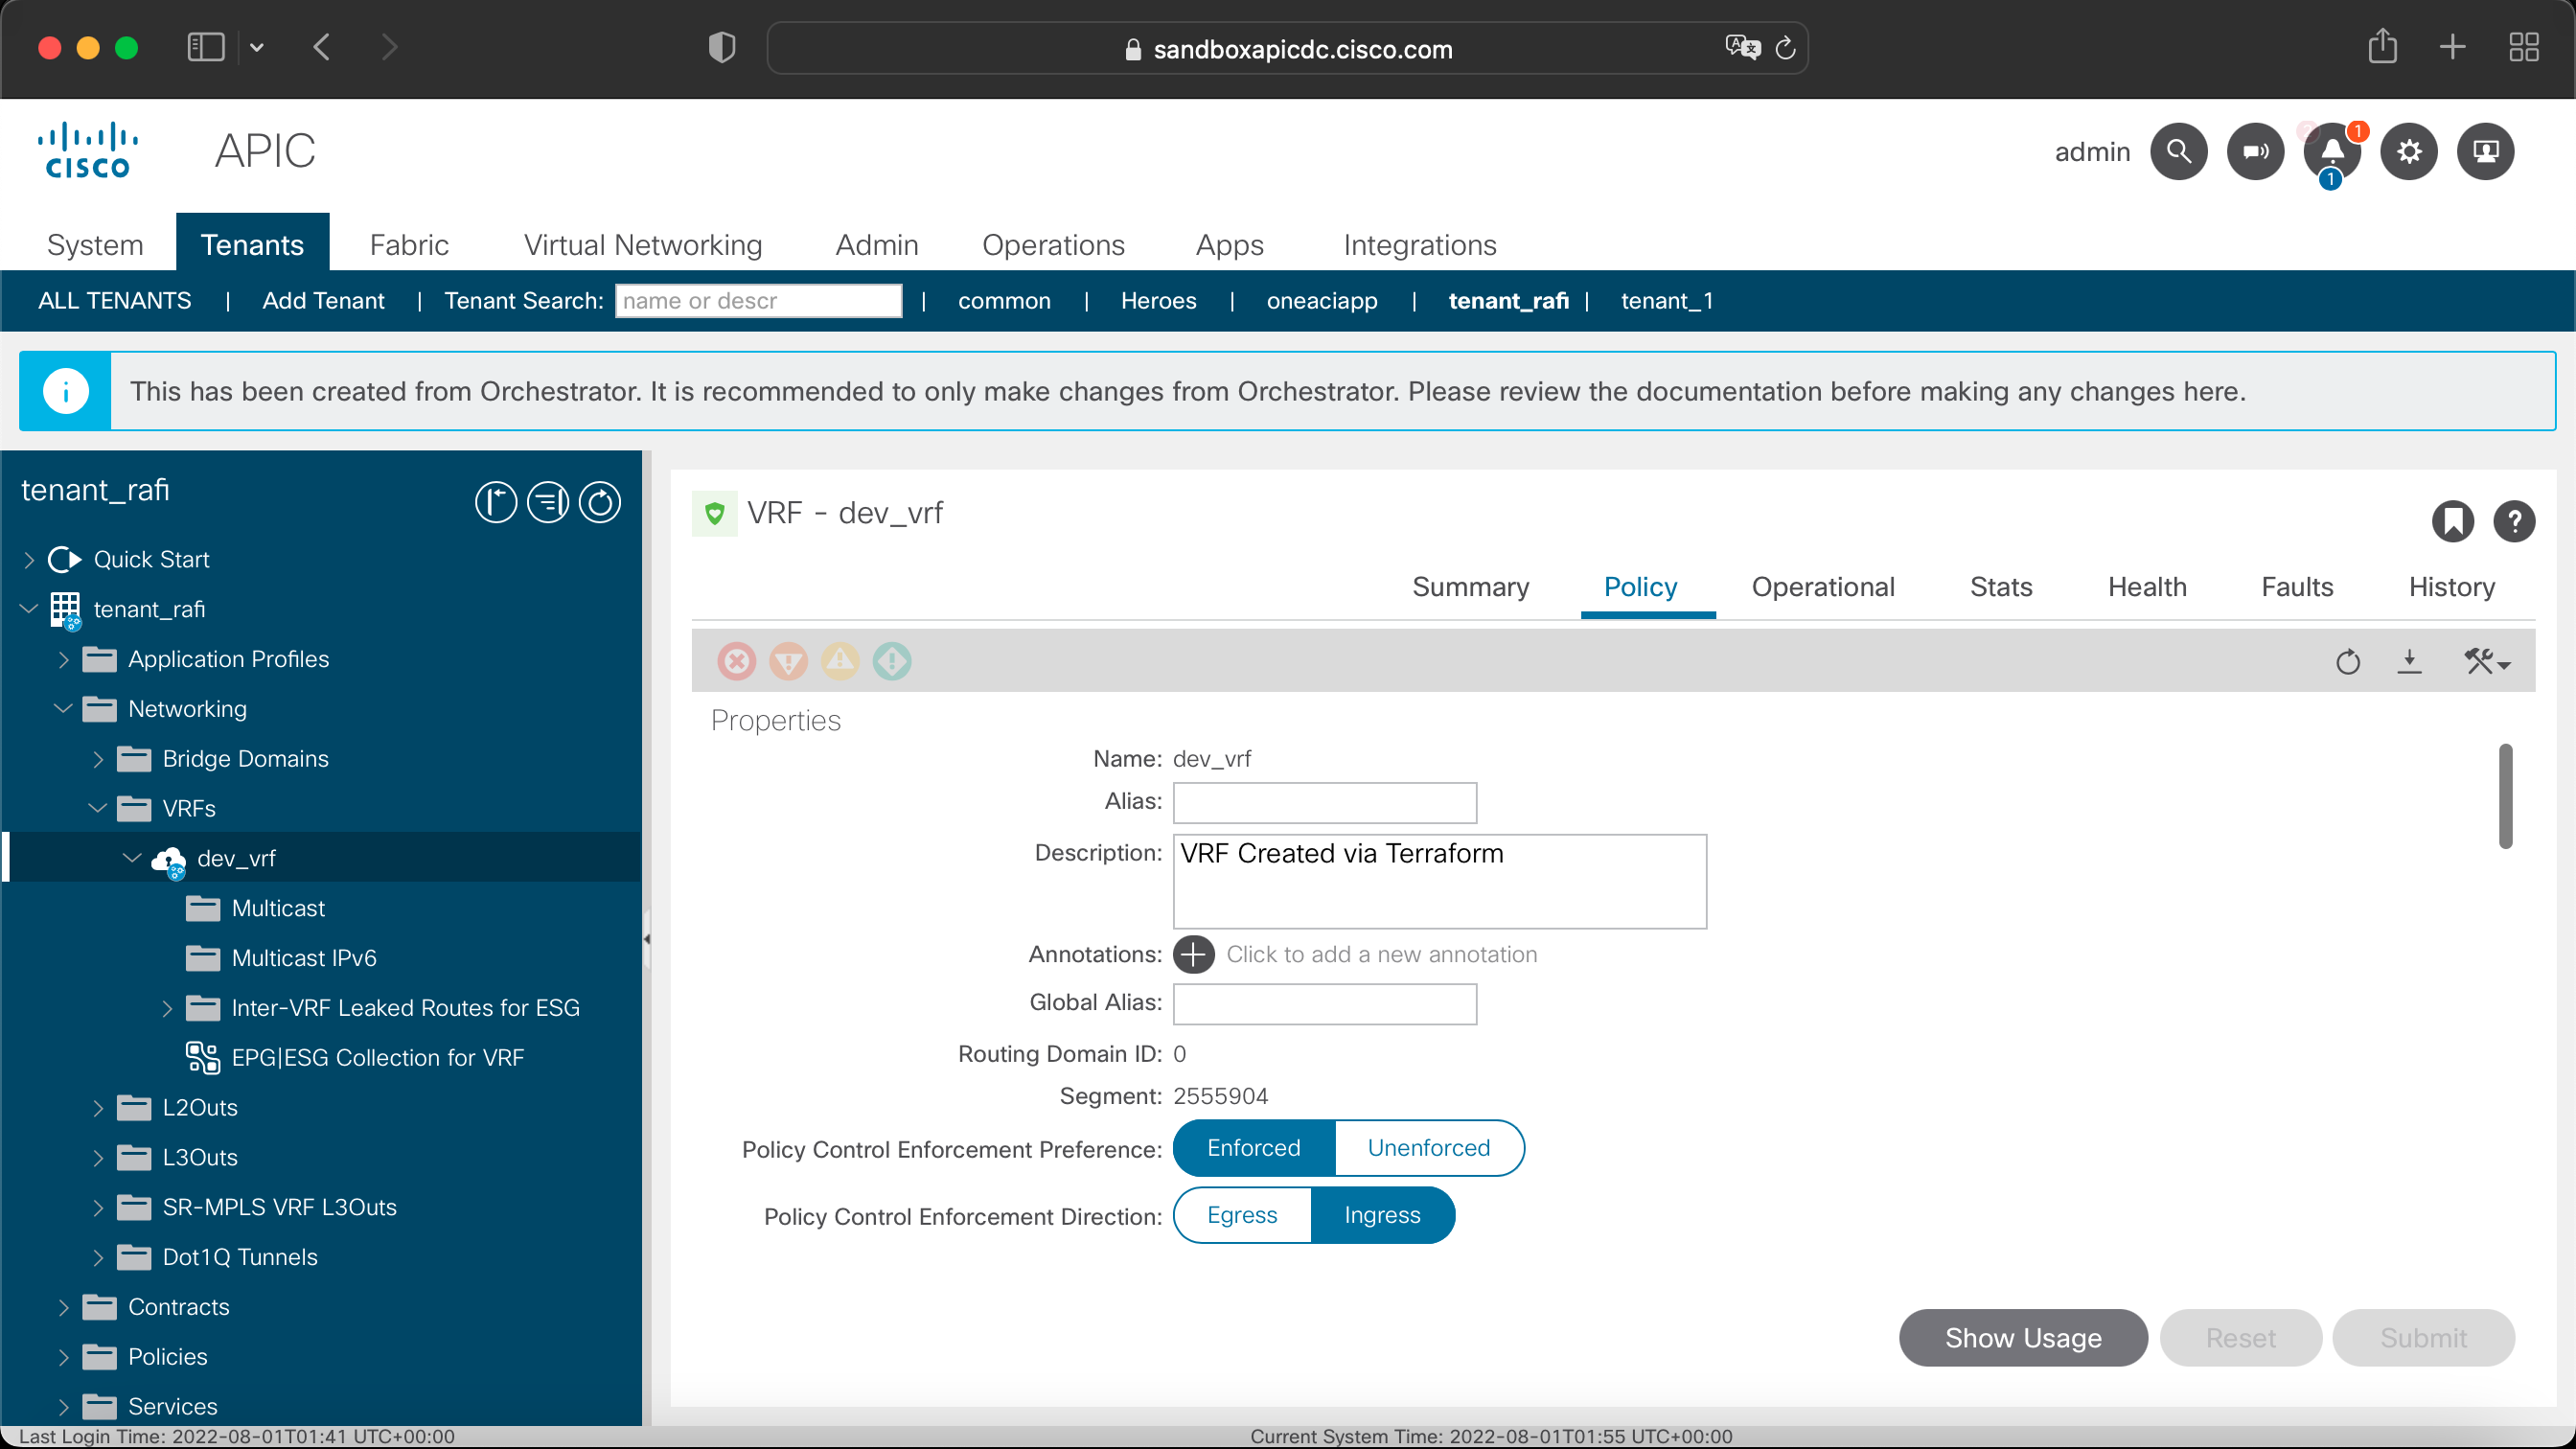 sandboxapicdc.cisco.com
CISCO
APIC
admin
1
1
System
Tenants
Fabric
Virtual Networking
Admin
Operations
Apps
Integrations
ALL TENANTS | Add Tenant | Tenant Search: name or descr | common | Heroes | oneaciapp | tenant_rafi | tenant_1
This has been created from Orchestrator. It is recommended to only make changes from Orchestrator. Please review the documentation before making any changes here.
tenant_rafi
Quick Start
tenant_rafi
Application Profiles
Networking
Bridge Domains
VRFs
dev_vrf
Multicast
Multicast IPv6
Inter-VRF Leaked Routes for ESG
EPG|ESG Collection for VRF
L2Outs
L3Outs
SR-MPLS VRF L3Outs
Dot1Q Tunnels
Contracts
Policies
Services
VRF - dev_vrf
Summary
Policy
Operational
Stats
Health
Faults
History
Properties
Name: dev_vrf
Alias:
Description: VRF Created via Terraform
Annotations: Click to add a new annotation
Global Alias:
Routing Domain ID: 0
Segment: 2555904
Policy Control Enforcement Preference: Enforced Unenforced
Policy Control Enforcement Direction: Egress Ingress
Show Usage
Reset
Submit
Last Login Time: 2022-08-01T01:41 UTC+00:00
Current System Time: 2022-08-01T01:55 UTC+00:00